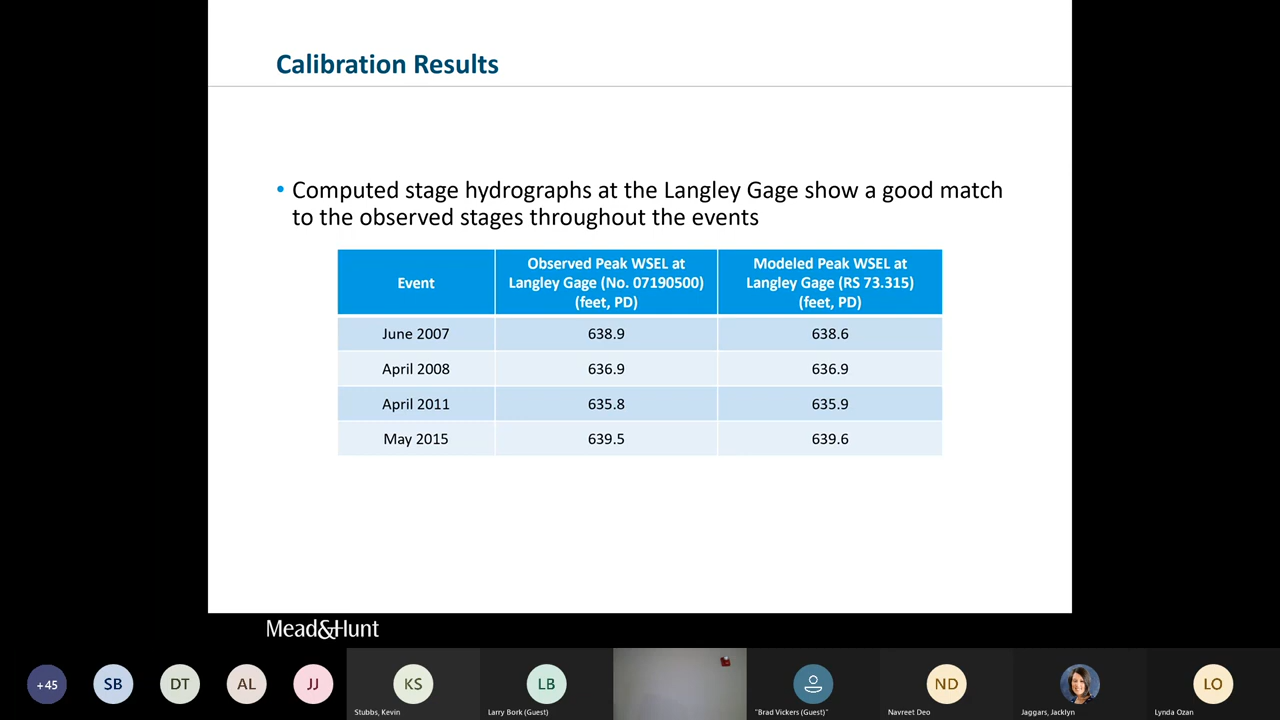 Calibration Results
• Computed stage hydrographs at the Langley Gage show a good match
to the observed stages throughout the events
Event
Observed Peak WSEL at
Langley Gage (No. 07190500)
(feet, PD)
Modeled Peak WSEL at
Langley Gage (RS 73.315)
(feet, PD)
June 2007 638.9 638.6
April 2008 636.9 636.9
April 2011 635.8 635.9
May 2015 639.5 639.6
Mead&Hunt
+45 SB DT AL JJ KS LB ND LO
Stubbs, Kevin Larry Bork (Guest) "Brad Vickers (Guest)" Navreet Deo Jaggars, Jacklyn Lynda Ozan